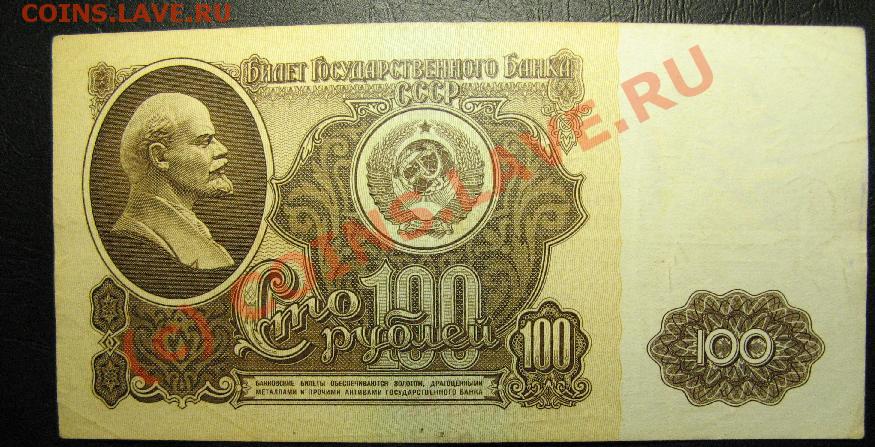 COINS.LAVE.RU
БИЛЕТ ГОСУДАРСТВЕННОГО БАНКА
СССР
(c) COINS.LAVE.RU
100
Сто
рублей
100
100
БАНКОВСКИЕ БИЛЕТЫ ОБЕСПЕЧИВАЮТСЯ ЗОЛОТОМ, ДРАГОЦЕННЫМИ
МЕТАЛЛАМИ И ПРОЧИМИ АКТИВАМИ ГОСУДАРСТВЕННОГО БАНКА